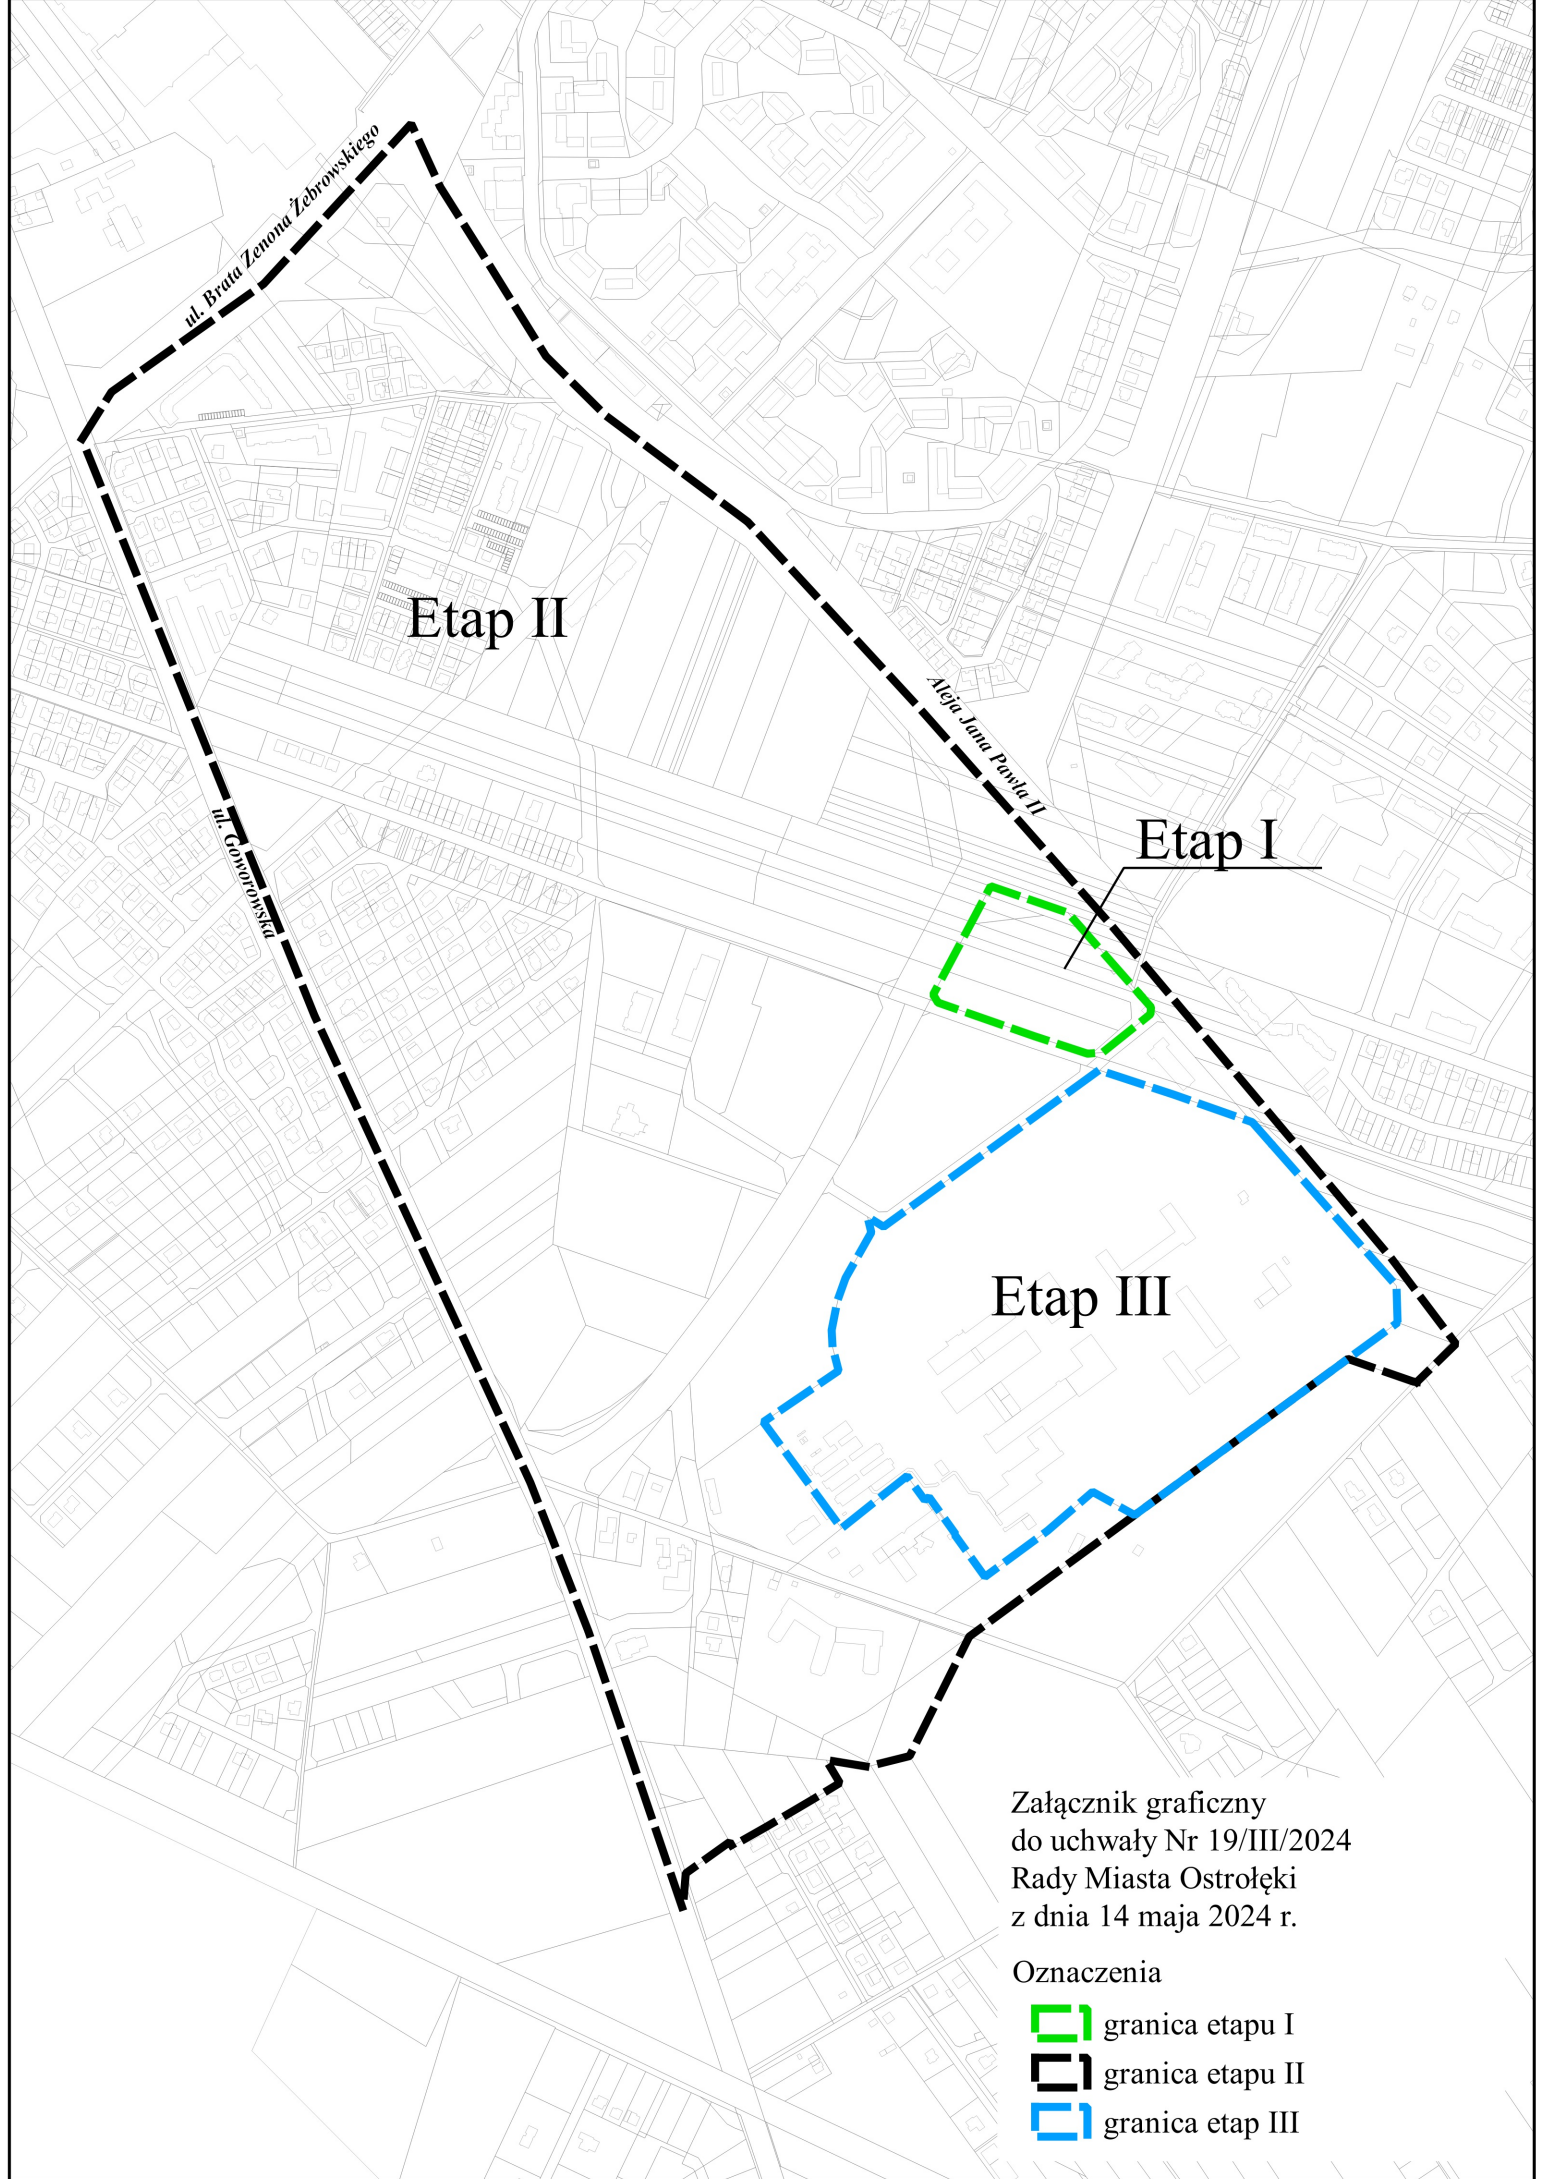 ul. Brata Zenona Żebrowskiego
Etap II
Aleja Jana Pawła II
ul. Goworowska
Etap I
Etap III
Załącznik graficzny
do uchwały Nr 19/III/2024
Rady Miasta Ostrołęki
z dnia 14 maja 2024 r.
Oznaczenia
granica etapu I
granica etapu II
granica etap III